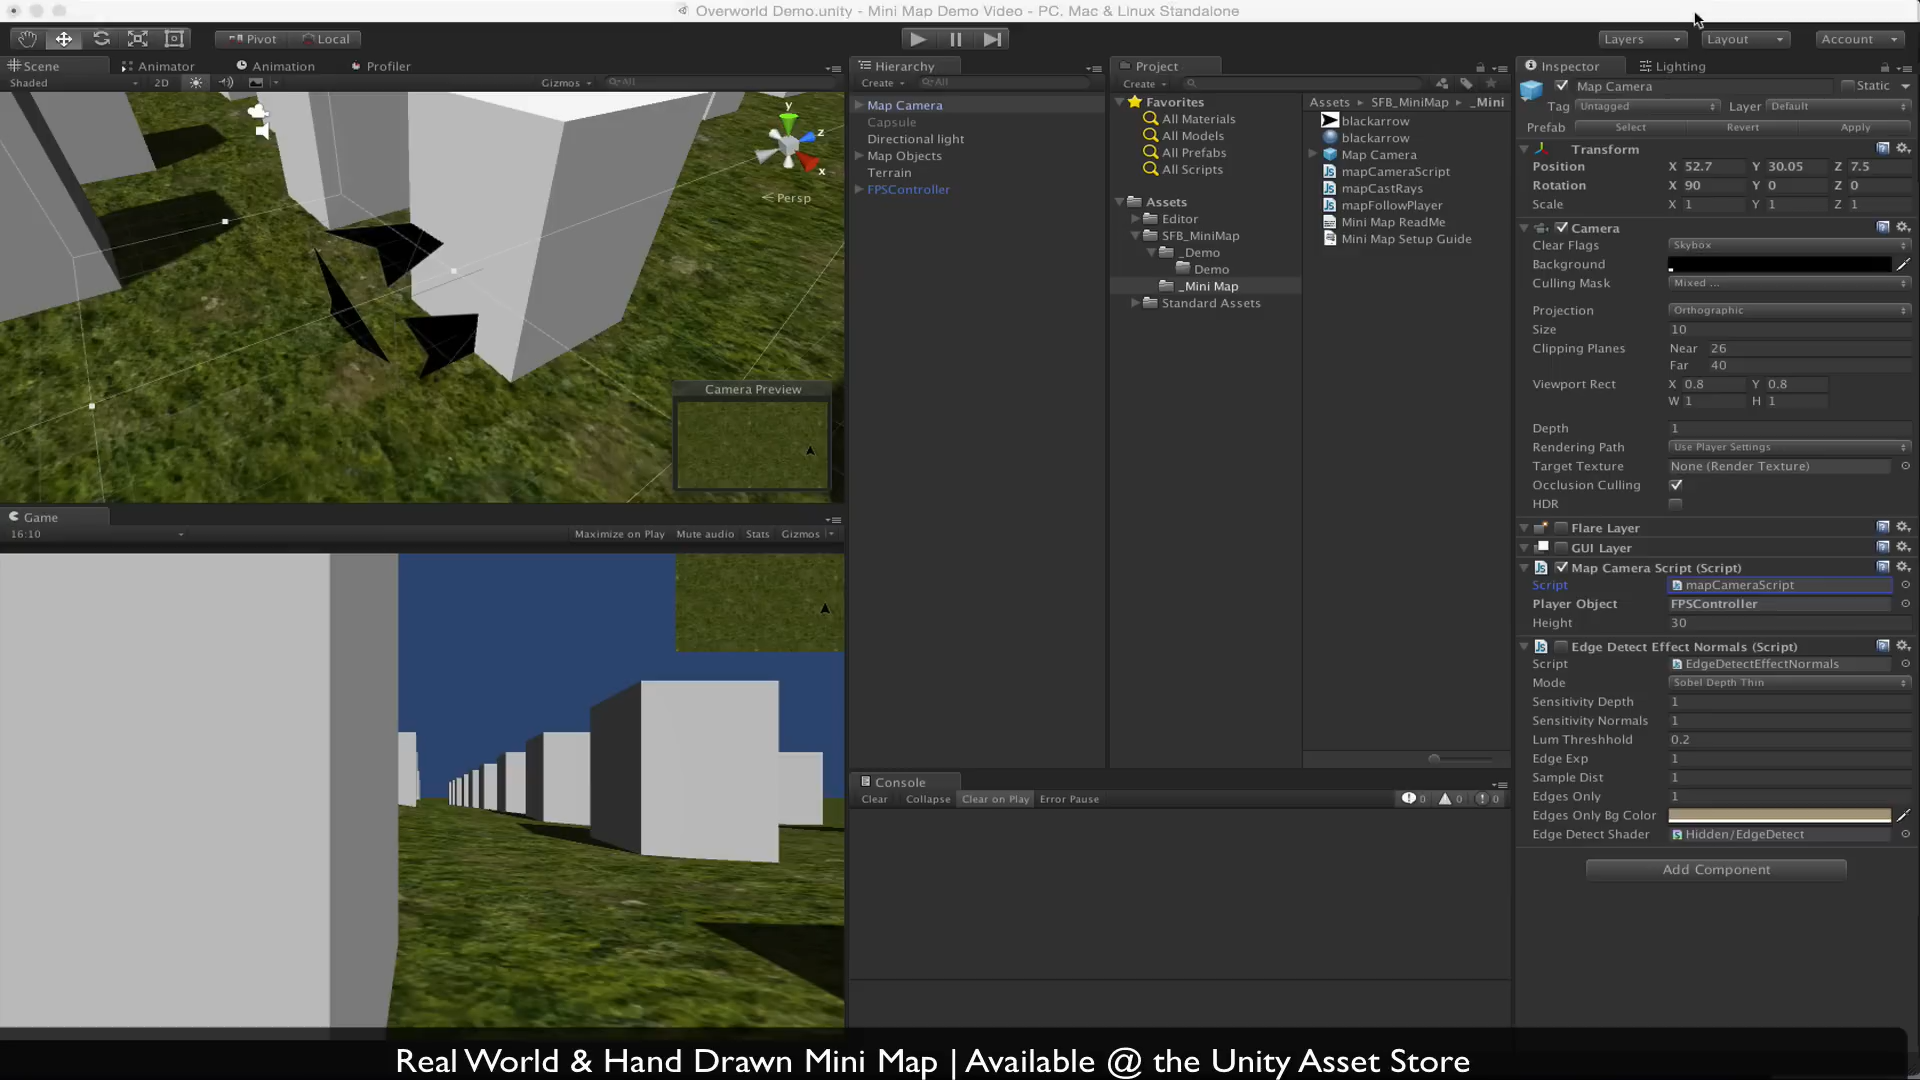 Overworld Demo.unity - Mini Map Demo Video - PC, Mac & Linux Standalone
Pivot Local
Layers Layout Account
Scene Animator Animation Profiler
Shaded 2D Gizmos All
y
z
x
Persp
Camera Preview
Game
16:10 Maximize on Play Mute audio Stats Gizmos
Hierarchy
Create All
Map Camera
Capsule
Directional light
Map Objects
Terrain
FPSController
Project
Create
Favorites
All Materials
All Models
All Prefabs
All Scripts
Assets
Editor
SFB_MiniMap
_Demo
Demo
_Mini Map
Standard Assets
Assets SFB_MiniMap _Mini
blackarrow
blackarrow
Map Camera
mapCameraScript
mapCastRays
mapFollowPlayer
Mini Map ReadMe
Mini Map Setup Guide
Console
Clear Collapse Clear on Play Error Pause 0 0 0
Inspector Lighting
Map Camera Static
Tag Untagged Layer Default
Prefab Select Revert Apply
Transform
Position X 52.7 Y 30.05 Z 7.5
Rotation X 90 Y 0 Z 0
Scale X 1 Y 1 Z 1
Camera
Clear Flags Skybox
Background
Culling Mask Mixed ...
Projection Orthographic
Size 10
Clipping Planes Near 26
Far 40
Viewport Rect X 0.8 Y 0.8
W 1 H 1
Depth 1
Rendering Path Use Player Settings
Target Texture None (Render Texture)
Occlusion Culling
HDR
Flare Layer
GUI Layer
Map Camera Script (Script)
Script mapCameraScript
Player Object FPSController
Height 30
Edge Detect Effect Normals (Script)
Script EdgeDetectEffectNormals
Mode Sobel Depth Thin
Sensitivity Depth 1
Sensitivity Normals 1
Lum Threshhold 0.2
Edge Exp 1
Sample Dist 1
Edges Only 1
Edges Only Bg Color
Edge Detect Shader Hidden/EdgeDetect
Add Component
Real World & Hand Drawn Mini Map | Available @ the Unity Asset Store